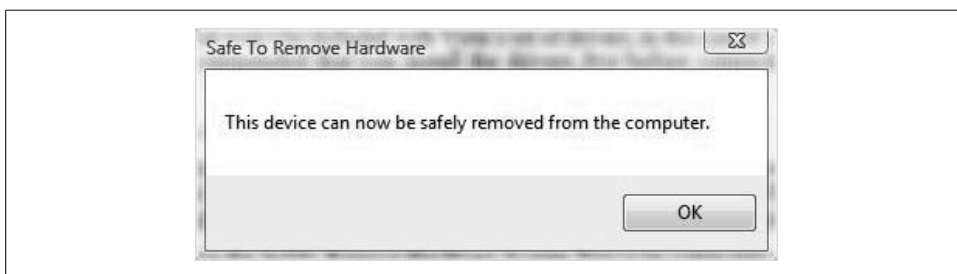 Safe To Remove Hardware
This device can now be safely removed from the computer.
OK